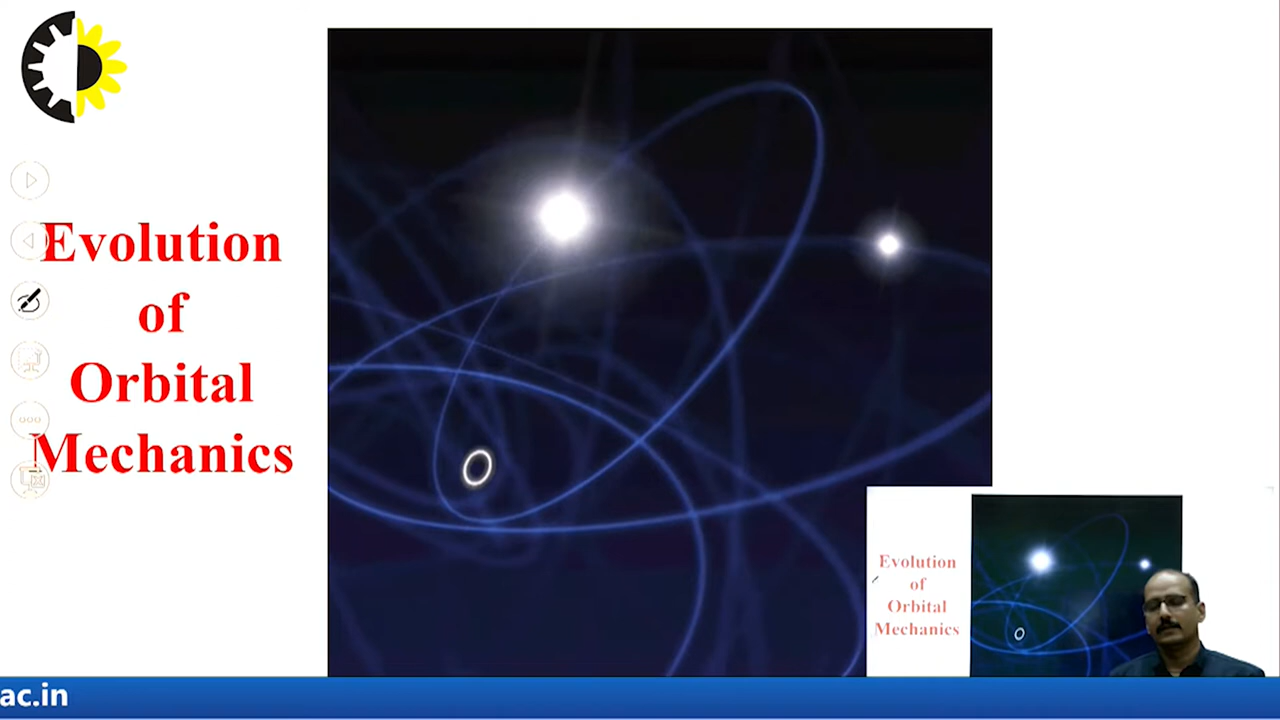 Evolution
of
Orbital
Mechanics
Evolution
of
Orbital
Mechanics
ac.in